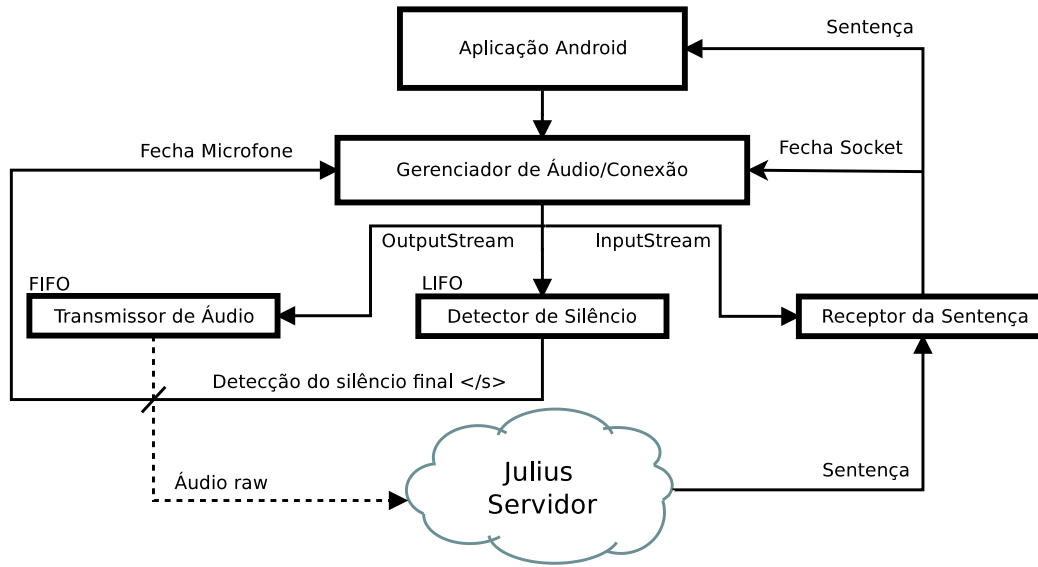 Sentença
Aplicação Android
Fecha Microfone
Fecha Socket
Gerenciador de Áudio/Conexão
OutputStream
InputStream
FIFO
LIFO
Transmissor de Áudio
Detector de Silêncio
Receptor da Sentença
Detecção do silêncio final </s>
Julius
Servidor
Áudio raw
Sentença